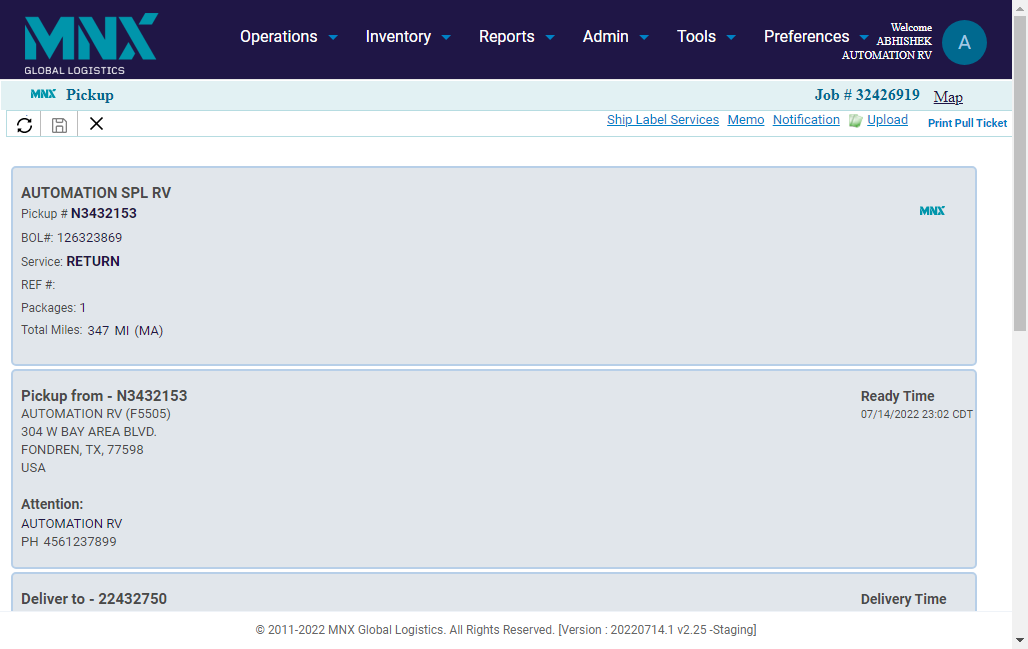 MNX
GLOBAL LOGISTICS
Operations Inventory Reports Admin Tools Preferences
Welcome
ABHISHEK
AUTOMATION RV
A
MNX Pickup
Job # 32426919 Map
Ship Label Services Memo Notification Upload Print Pull Ticket
AUTOMATION SPL RV
Pickup # N3432153
MNX
BOL#: 126323869
Service: RETURN
REF #:
Packages: 1
Total Miles: 347 MI (MA)
Pickup from - N3432153
Ready Time
AUTOMATION RV (F5505)
07/14/2022 23:02 CDT
304 W BAY AREA BLVD.
FONDREN, TX, 77598
USA
Attention:
AUTOMATION RV
PH 4561237899
Deliver to - 22432750
Delivery Time
© 2011-2022 MNX Global Logistics. All Rights Reserved. [Version : 20220714.1 v2.25 -Staging]